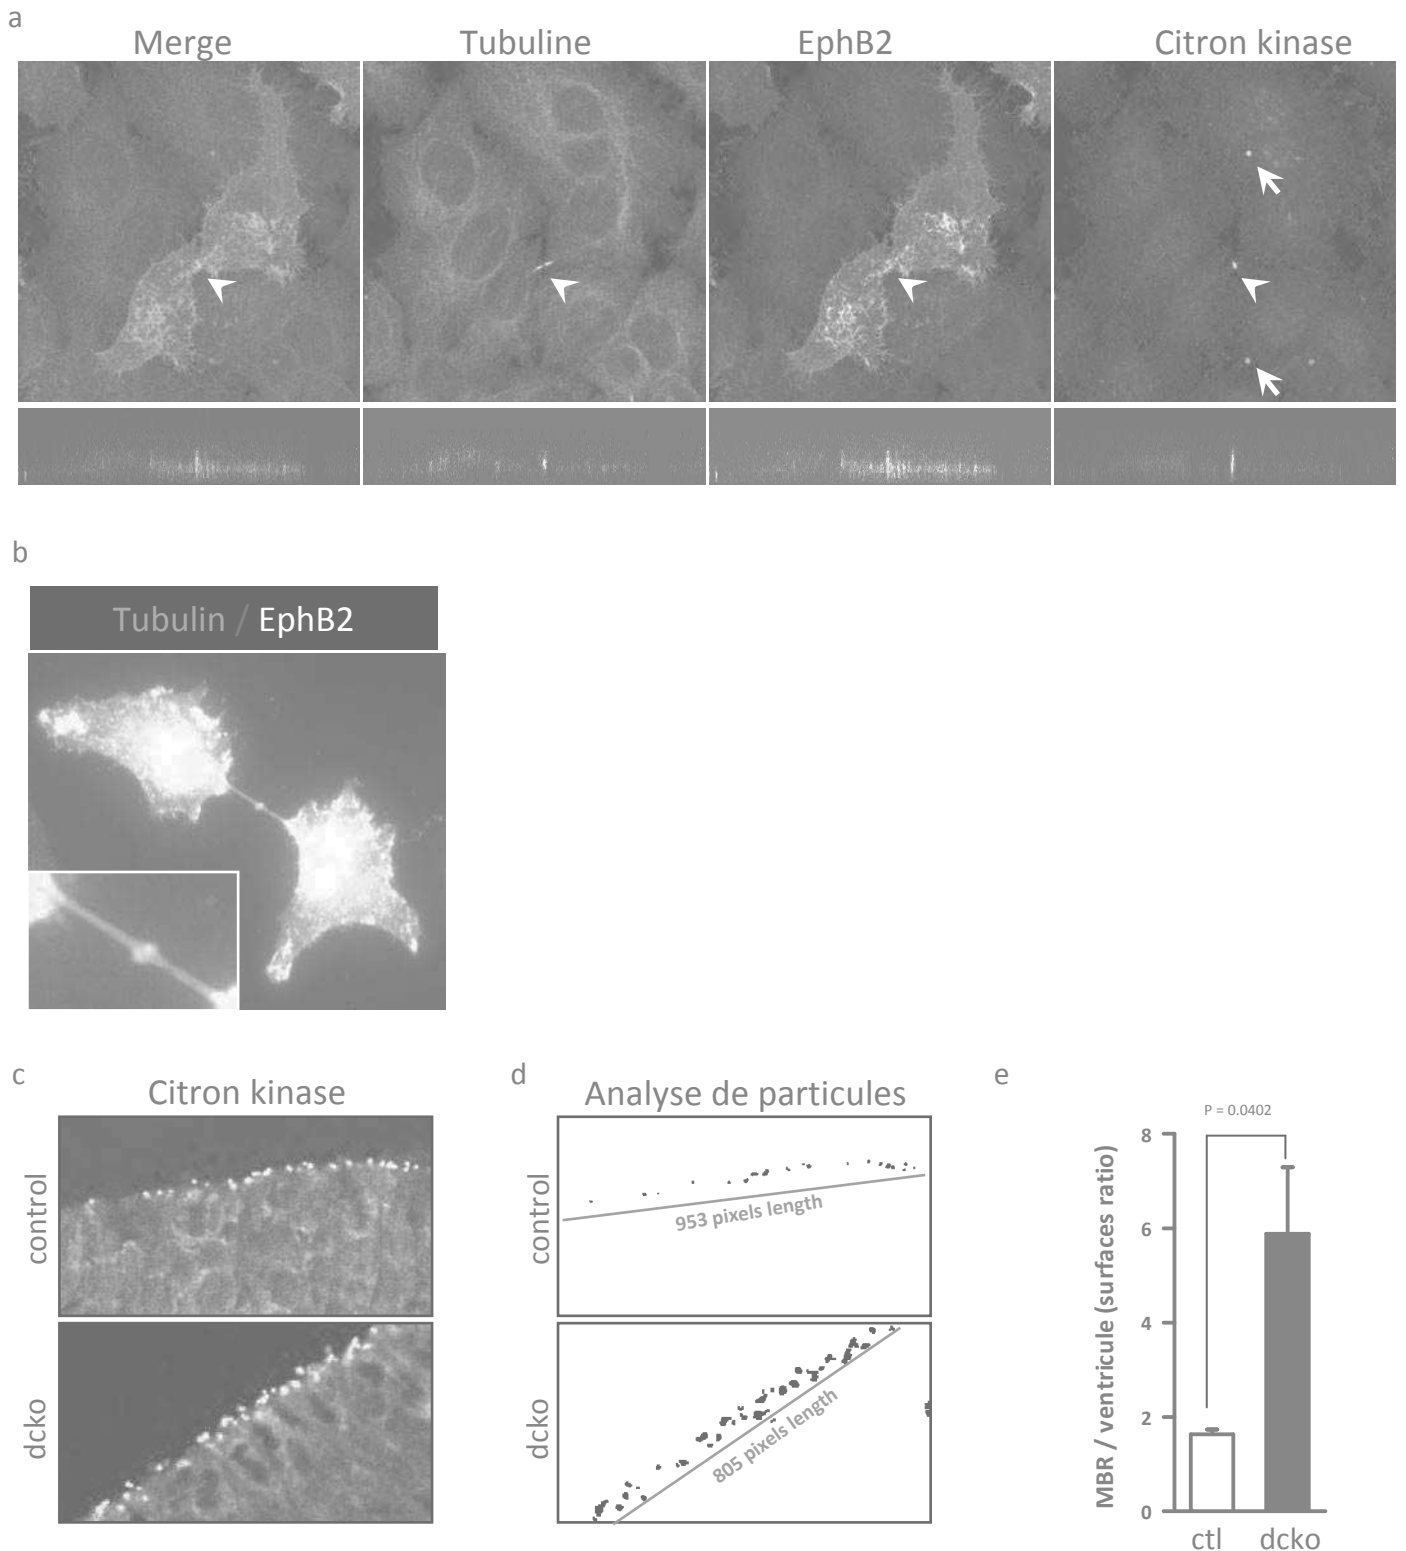 a
Merge
Tubuline
EphB2
Citron kinase
b
Tubulin / EphB2
c
Citron kinase
control
dcko
d
Analyse de particules
control
953 pixels length
dcko
805 pixels length
e
P = 0.0402
MBR / ventricule (surfaces ratio)
8
6
4
2
0
ctl
dcko